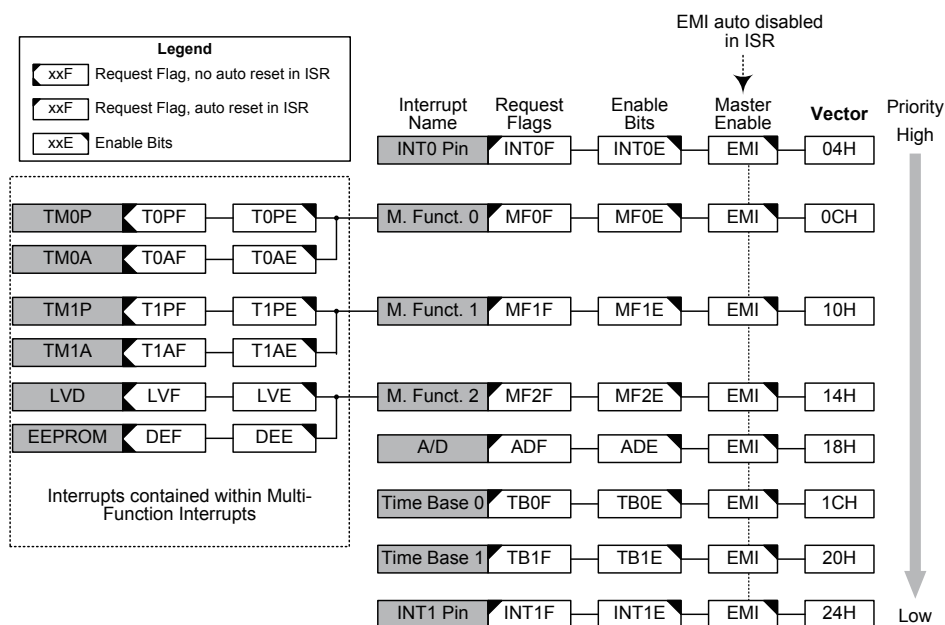 EMI auto disabled
in ISR
Legend
xxF Request Flag, no auto reset in ISR
xxF Request Flag, auto reset in ISR
xxE Enable Bits
Interrupt Name Request Flags Enable Bits Master Enable Vector Priority
High
INT0 Pin INT0F INT0E EMI 04H
TM0P T0PF T0PE M. Funct. 0 MF0F MF0E EMI 0CH
TM0A T0AF T0AE
TM1P T1PF T1PE M. Funct. 1 MF1F MF1E EMI 10H
TM1A T1AF T1AE
LVD LVF LVE M. Funct. 2 MF2F MF2E EMI 14H
EEPROM DEF DEE A/D ADF ADE EMI 18H
Interrupts contained within Multi-
Function Interrupts
Time Base 0 TB0F TB0E EMI 1CH
Time Base 1 TB1F TB1E EMI 20H
INT1 Pin INT1F INT1E EMI 24H Low